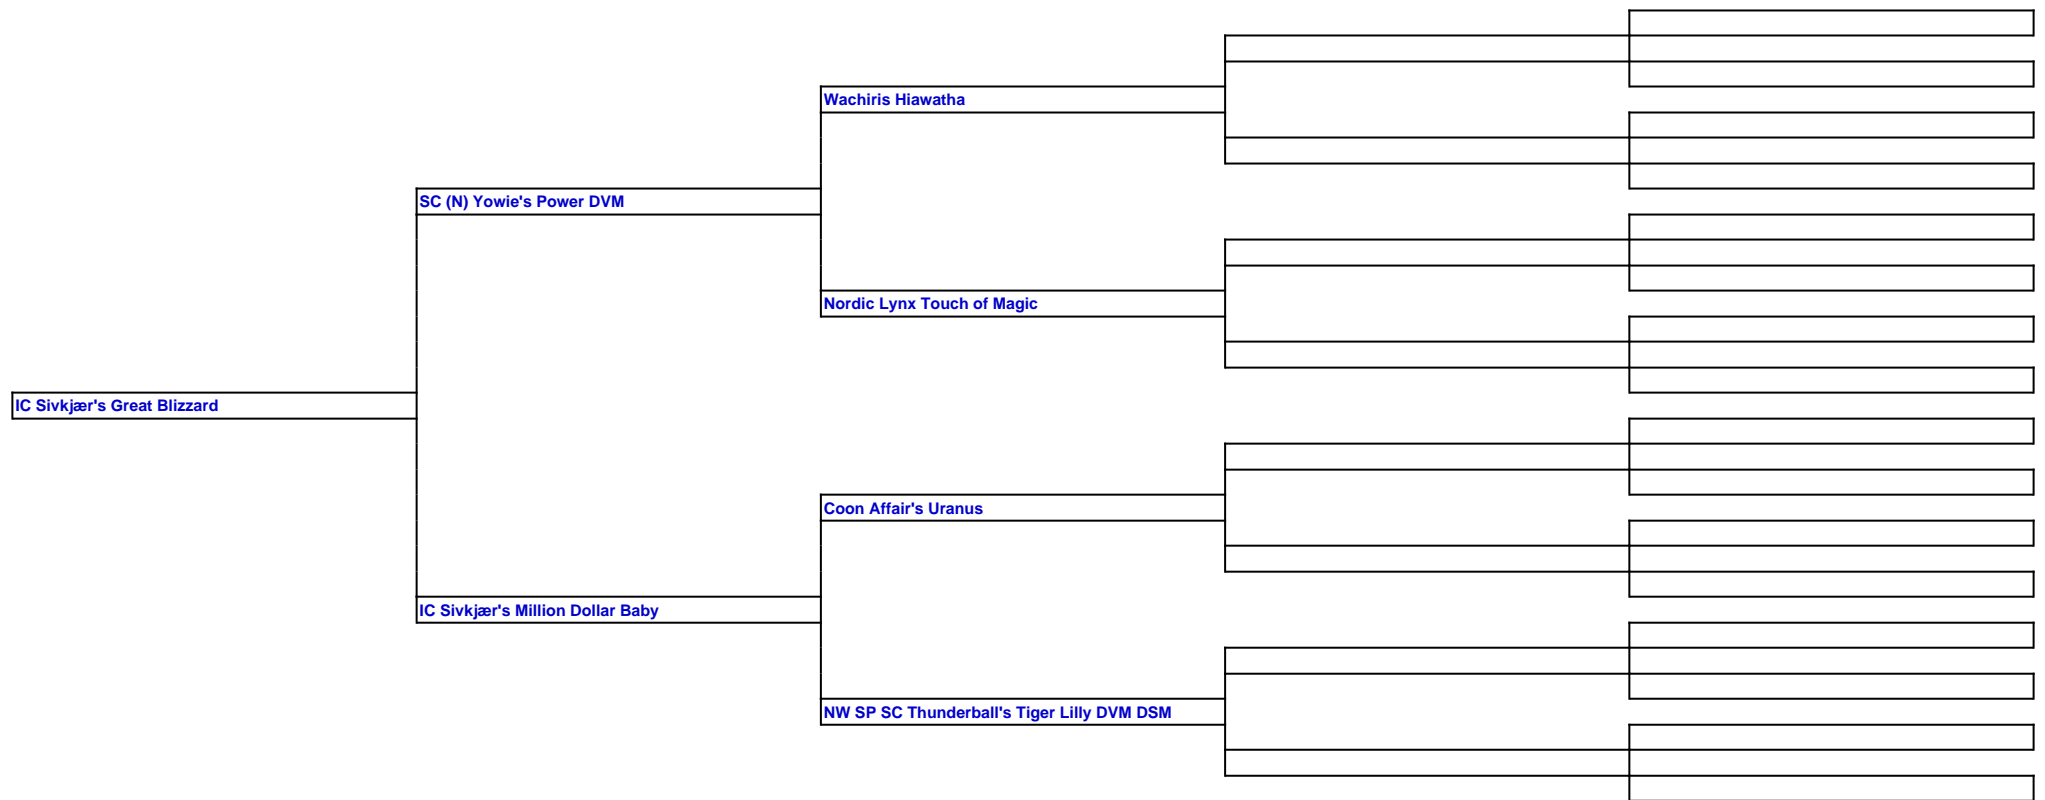 Wachiris Hiawatha
SC (N) Yowie's Power DVM
Nordic Lynx Touch of Magic
IC Sivkjær's Great Blizzard
Coon Affair's Uranus
IC Sivkjær's Million Dollar Baby
NW SP SC Thunderball's Tiger Lilly DVM DSM